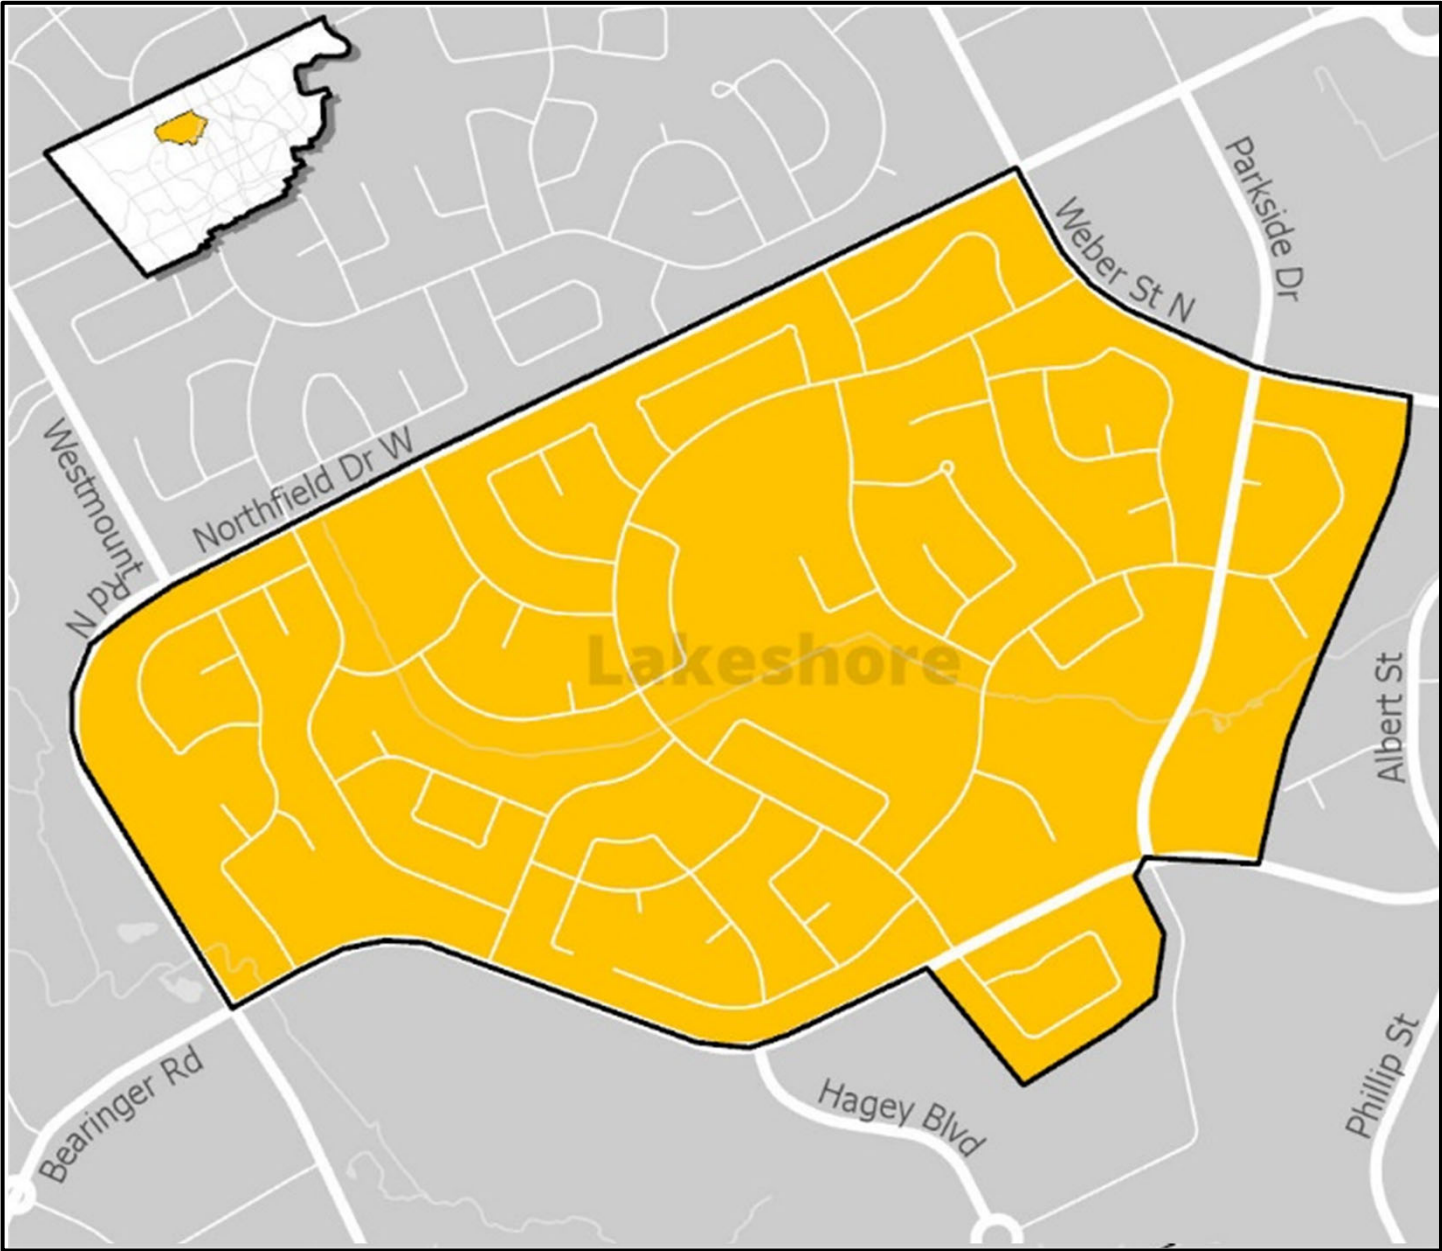 Parkside Dr
Weber St N
Westmount
Rd N
Northfield Dr W
Lakeshore
Albert St
Bearinger Rd
Hagey Blvd
Phillip St